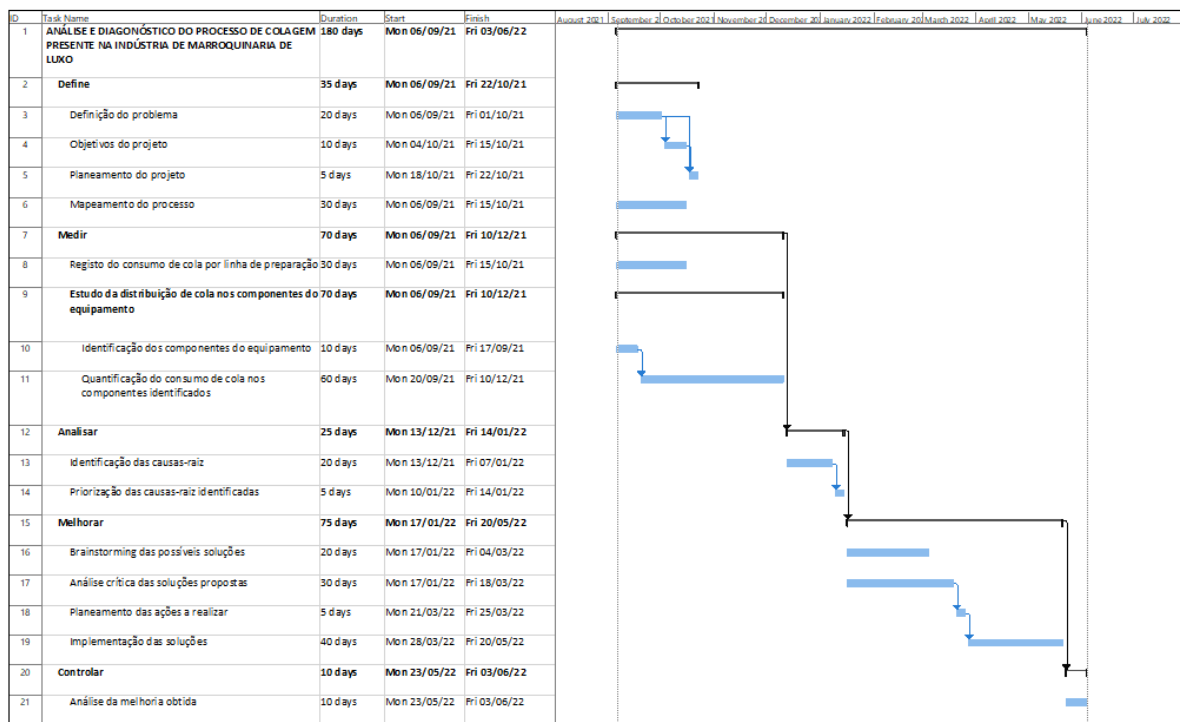 ID Task Name Duration Start Finish August 2021 September 2 October 2021 November 20 December 20 January 2022 February 20 March 2022 April 2022 May 2022 June 2022 July 2022
1 ANÁLISE E DIAGONÓSTICO DO PROCESSO DE COLAGEM 180 days Mon 06/09/21 Fri 03/06/22
PRESENTE NA INDÚSTRIA DE MARROQUINARIA DE
LUXO
2 Define 35 days Mon 06/09/21 Fri 22/10/21
3 Definição do problema 20 days Mon 06/09/21 Fri 01/10/21
4 Objetivos do projeto 10 days Mon 04/10/21 Fri 15/10/21
5 Planeamento do projeto 5 days Mon 18/10/21 Fri 22/10/21
6 Mapeamento do processo 30 days Mon 06/09/21 Fri 15/10/21
7 Medir 70 days Mon 06/09/21 Fri 10/12/21
8 Registo do consumo de cola por linha de preparação 30 days Mon 06/09/21 Fri 15/10/21
9 Estudo da distribuição de cola nos componentes do 70 days Mon 06/09/21 Fri 10/12/21
equipamento
10 Identificação dos componentes do equipamento 10 days Mon 06/09/21 Fri 17/09/21
11 Quantificação do consumo de cola nos 60 days Mon 20/09/21 Fri 10/12/21
componentes identificados
12 Analisar 25 days Mon 13/12/21 Fri 14/01/22
13 Identificação das causas-raiz 20 days Mon 13/12/21 Fri 07/01/22
14 Priorização das causas-raiz identificadas 5 days Mon 10/01/22 Fri 14/01/22
15 Melhorar 75 days Mon 17/01/22 Fri 20/05/22
16 Brainstorming das possíveis soluções 20 days Mon 17/01/22 Fri 04/03/22
17 Análise crítica das soluções propostas 30 days Mon 17/01/22 Fri 18/03/22
18 Planeamento das ações a realizar 5 days Mon 21/03/22 Fri 25/03/22
19 Implementação das soluções 40 days Mon 28/03/22 Fri 20/05/22
20 Controlar 10 days Mon 23/05/22 Fri 03/06/22
21 Análise da melhoria obtida 10 days Mon 23/05/22 Fri 03/06/22